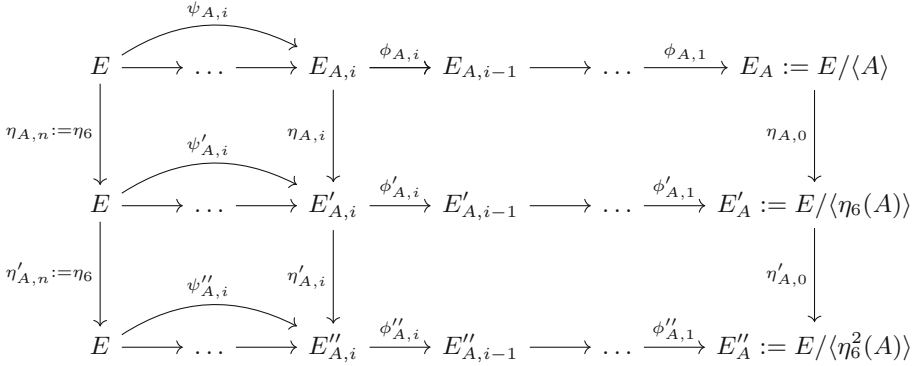 ψ_{A,i}
E … E_{A,i} φ_{A,i} E_{A,i−1} … φ_{A,1} E_A := E/⟨A⟩
η_{A,n}:=η_6 η_{A,i} η_{A,0}
ψ'_{A,i}
E … E'_{A,i} φ'_{A,i} E'_{A,i−1} … φ'_{A,1} E'_A := E/⟨η_6(A)⟩
η'_{A,n}:=η_6 η'_{A,i} η'_{A,0}
ψ''_{A,i}
E … E''_{A,i} φ''_{A,i} E''_{A,i−1} … φ''_{A,1} E''_A := E/⟨η_6^2(A)⟩